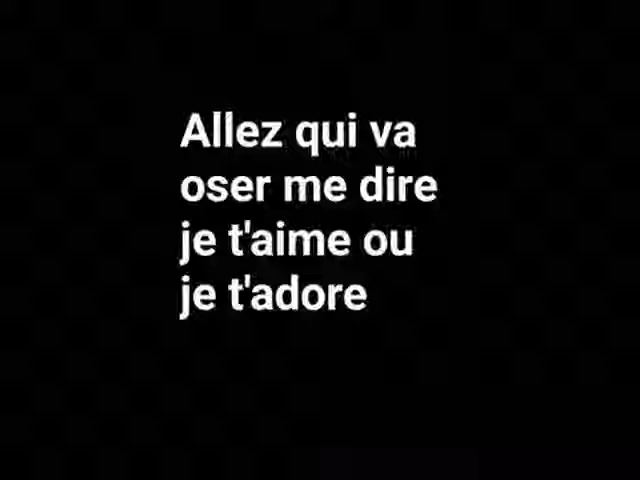 Allez qui va
oser me dire
je t'aime ou
je t'adore